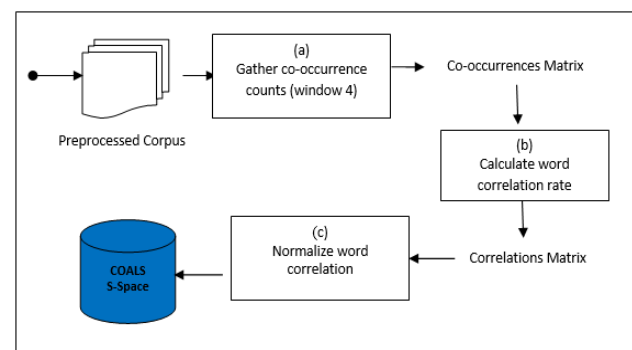 (a)
Gather co-occurrence
counts (window 4)
Co-occurrences Matrix
Preprocessed Corpus
(b)
Calculate word
correlation rate
(c)
Normalize word
correlation
Correlations Matrix
COALS
S-Space